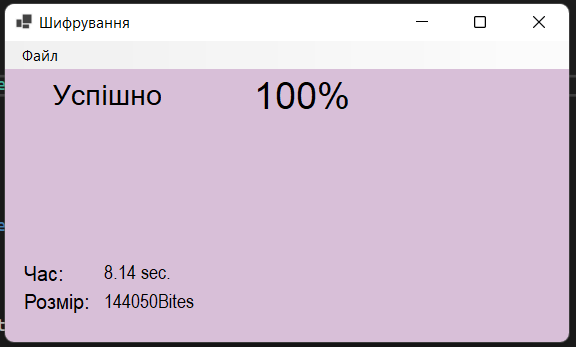 Шифрування
Файл
Успішно 100%
Час: 8.14 sec.
Розмір: 144050Bites